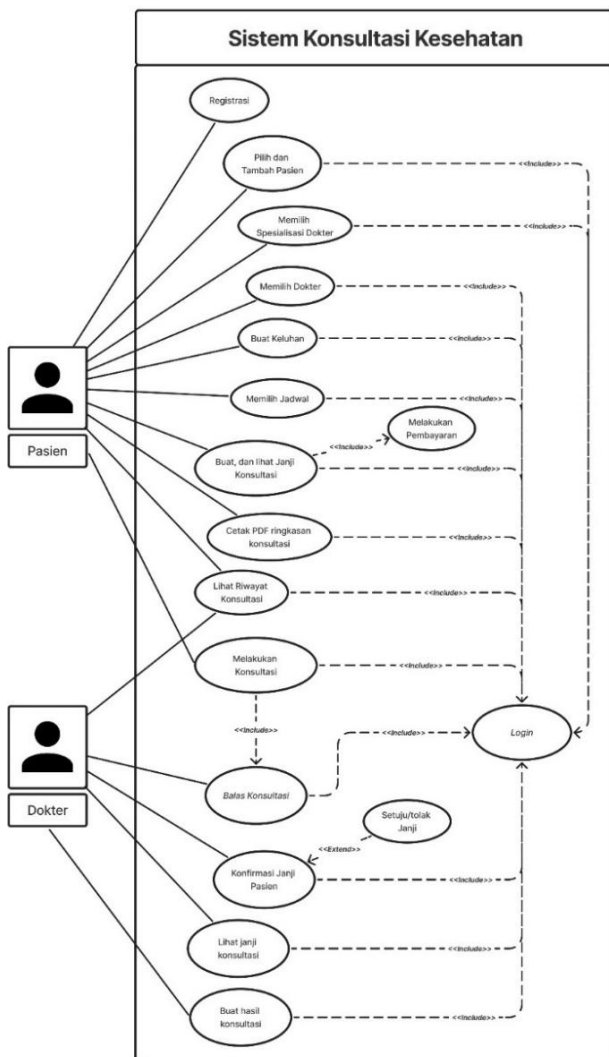 Sistem Konsultasi Kesehatan
Registrasi
Pilih dan
Tambah Pasien
<<Include>>
Memilih
Spesialisasi Dokter
<<Include>>
Memilih Dokter
<<Include>>
Buat Keluhan
<<Include>>
Memilih Jadwal
<<Include>>
Melakukan
Pembayaran
Pasien
<<Include>>
Buat, dan lihat Janji
Konsultasi
<<Include>>
Cetak PDF ringkasan
konsultasi
<<Include>>
Lihat Riwayat
Konsultasi
<<Include>>
Melakukan
Konsultasi
<<Include>>
<<Include>>
<<Include>>
Login
Balas Konsultasi
Dokter
Setuju/tolak
Janji
<<Extend>>
Konfirmasi Janji
Pasien
<<Include>>
Lihat janji
konsultasi
<<Include>>
Buat hasil
konsultasi
<<Include>>